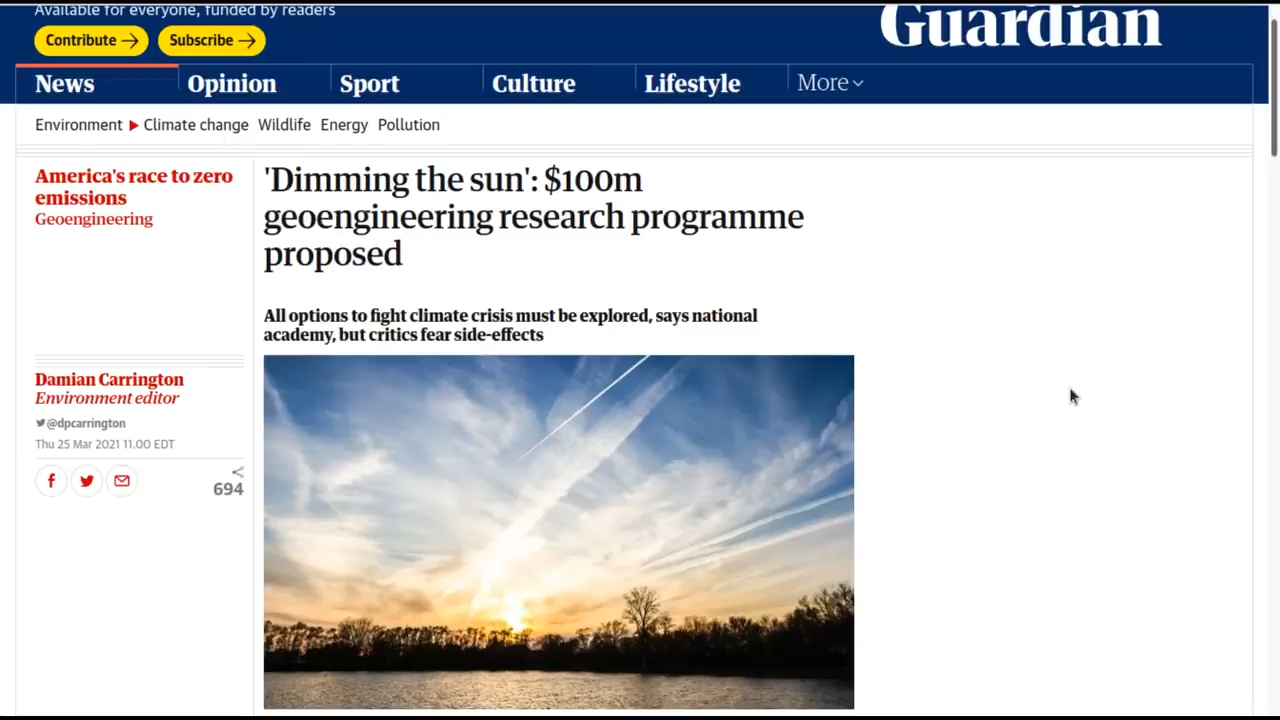 Available for everyone, funded by readers
Contribute →
Subscribe →
Guardian
News
Opinion
Sport
Culture
Lifestyle
More
Environment
Climate change
Wildlife
Energy
Pollution
America's race to zero
emissions
Geoengineering
'Dimming the sun': $100m
geoengineering research programme
proposed
All options to fight climate crisis must be explored, says national
academy, but critics fear side-effects
Damian Carrington
Environment editor
@dpcarrington
Thu 25 Mar 2021 11.00 EDT
694